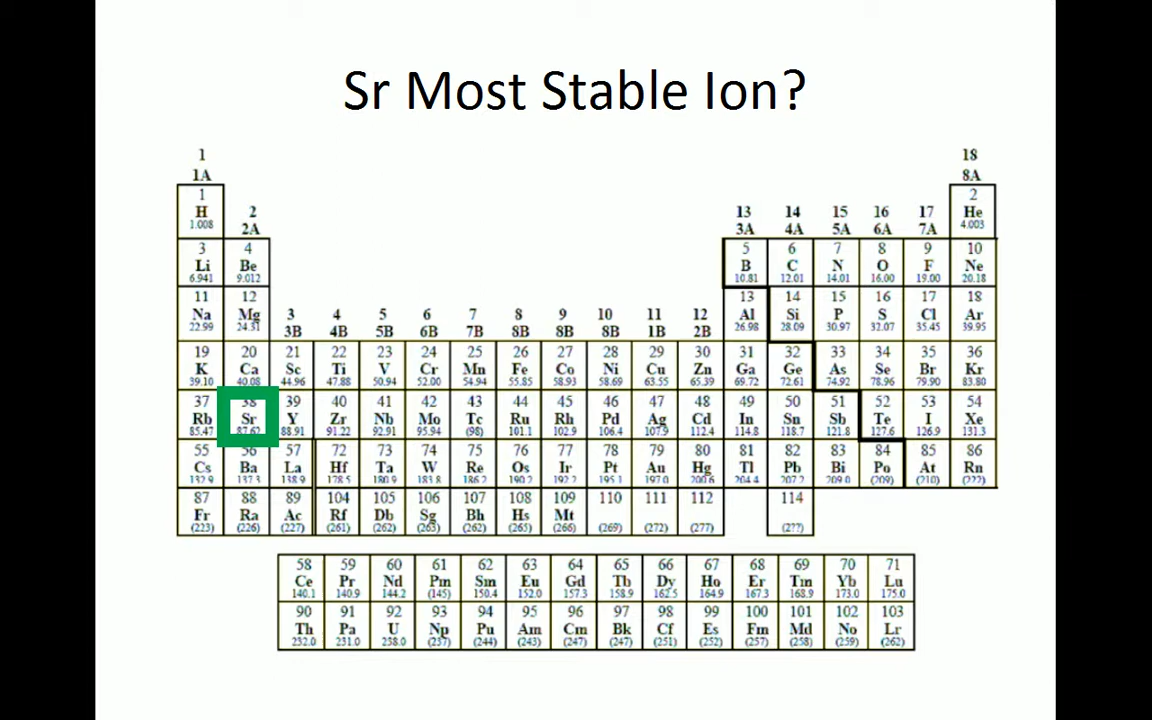 Sr Most Stable Ion?
1 18
1A 8A
1 2
H 2 13 14 15 16 17 He
1.008 2A 3A 4A 5A 6A 7A 4.003
3 4 5 6 7 8 9 10
Li Be B C N O F Ne
6.941 9.012 10.81 12.01 14.01 16.00 19.00 20.18
11 12 13 14 15 16 17 18
Na Mg 3 4 5 6 7 8 9 10 11 12 Al Si P S Cl Ar
22.99 24.31 3B 4B 5B 6B 7B 8B 8B 8B 1B 2B 26.98 28.09 30.97 32.07 35.45 39.95
19 20 21 22 23 24 25 26 27 28 29 30 31 32 33 34 35 36
K Ca Sc Ti V Cr Mn Fe Co Ni Cu Zn Ga Ge As Se Br Kr
39.10 40.08 44.96 47.88 50.94 52.00 54.94 55.85 58.93 58.69 63.55 65.39 69.72 72.61 74.92 78.96 79.90 83.80
37 38 39 40 41 42 43 44 45 46 47 48 49 50 51 52 53 54
Rb Sr Y Zr Nb Mo Tc Ru Rh Pd Ag Cd In Sn Sb Te I Xe
85.47 87.62 88.91 91.22 92.91 95.94 (98) 101.1 102.9 106.4 107.9 112.4 114.8 118.7 121.8 127.6 126.9 131.3
55 56 57 72 73 74 75 76 77 78 79 80 81 82 83 84 85 86
Cs Ba La Hf Ta W Re Os Ir Pt Au Hg Tl Pb Bi Po At Rn
132.9 137.3 138.9 178.5 180.9 183.8 186.2 190.2 192.2 195.1 197.0 200.6 204.4 207.2 209.0 (209) (210) (222)
87 88 89 104 105 106 107 108 109 110 111 112 114
Fr Ra Ac Rf Db Sg Bh Hs Mt
(223) (226) (227) (261) (262) (263) (262) (265) (266) (269) (272) (277) (2??)
58 59 60 61 62 63 64 65 66 67 68 69 70 71
Ce Pr Nd Pm Sm Eu Gd Tb Dy Ho Er Tm Yb Lu
140.1 140.9 144.2 (145) 150.4 152.0 157.3 158.9 162.5 164.9 167.3 168.9 173.0 175.0
90 91 92 93 94 95 96 97 98 99 100 101 102 103
Th Pa U Np Pu Am Cm Bk Cf Es Fm Md No Lr
232.0 231.0 238.0 (237) (244) (243) (247) (247) (251) (252) (257) (258) (259) (262)